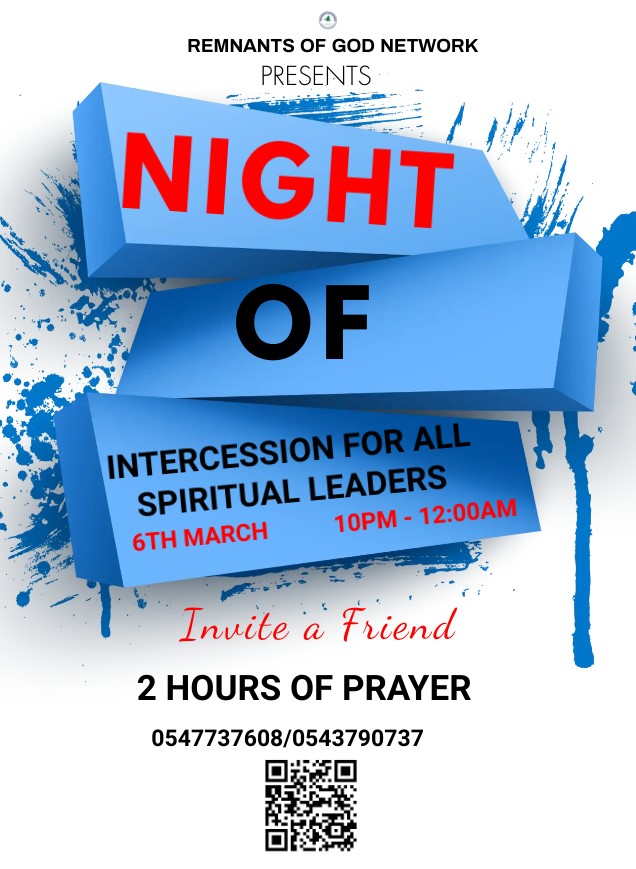 REMNANTS OF GOD NETWORK
PRESENTS
NIGHT
OF
INTERCESSION FOR ALL
SPIRITUAL LEADERS
6TH MARCH 10PM - 12:00AM
Invite a Friend
2 HOURS OF PRAYER
0547737608/0543790737